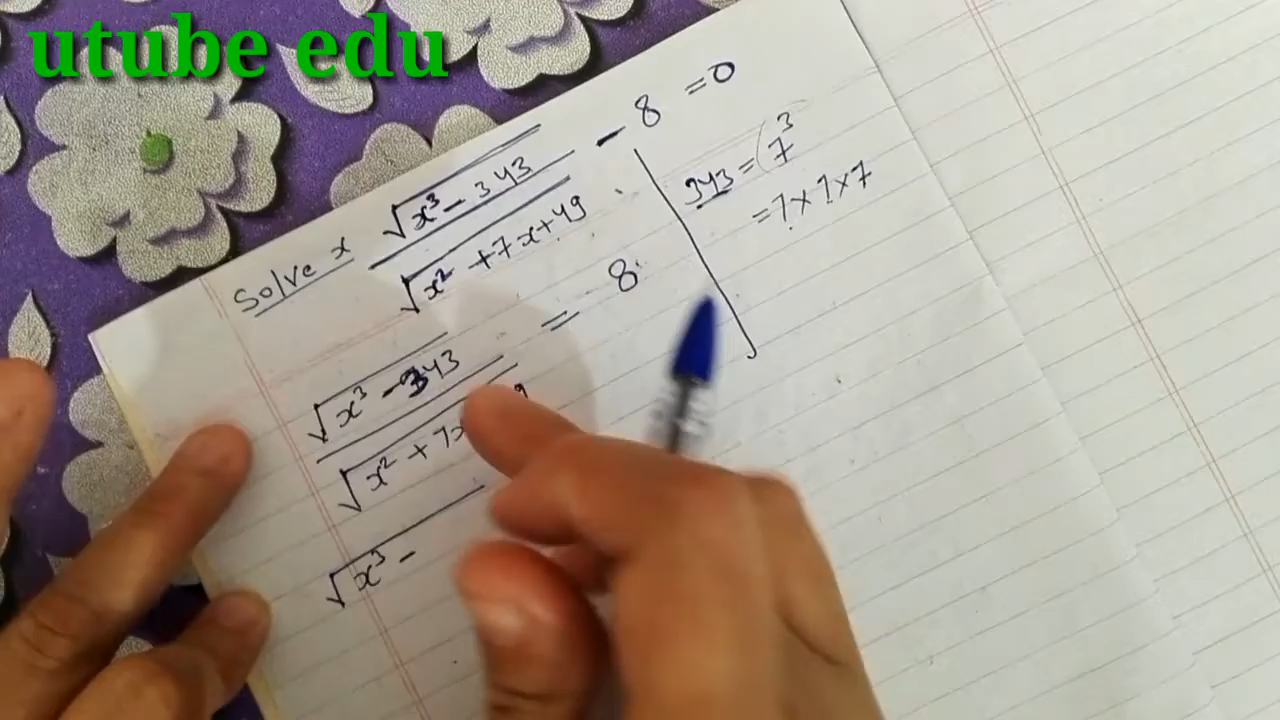 utube edu
Solve x √x³ - 343 / √x² + 7x + 49 - 8 = 0
343 = (7³
= 7 × 7 × 7
√x³ - 343 / √x² + 7x 9 = 8
√x³ -